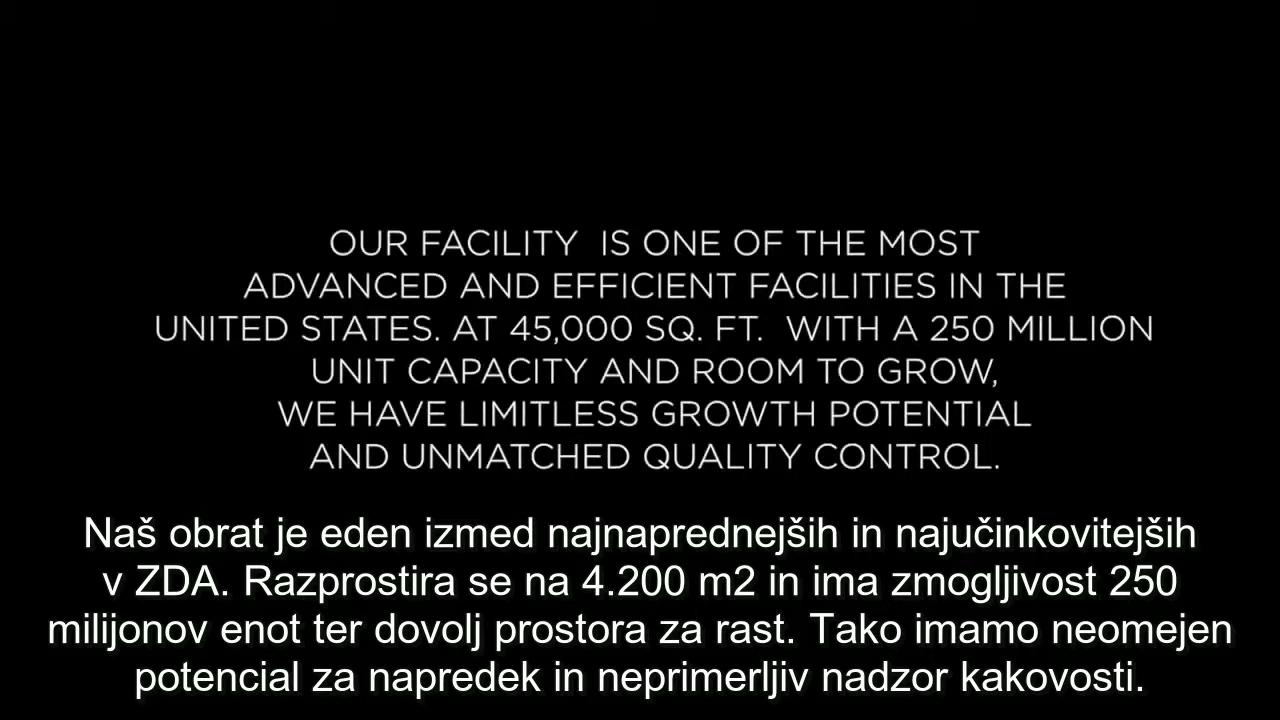 OUR FACILITY IS ONE OF THE MOST
ADVANCED AND EFFICIENT FACILITIES IN THE
UNITED STATES. AT 45,000 SQ. FT. WITH A 250 MILLION
UNIT CAPACITY AND ROOM TO GROW,
WE HAVE LIMITLESS GROWTH POTENTIAL
AND UNMATCHED QUALITY CONTROL.
Naš obrat je eden izmed najnaprednejših in najučinkovitejših
v ZDA. Razprostira se na 4.200 m2 in ima zmogljivost 250
milijonov enot ter dovolj prostora za rast. Tako imamo neomejen
potencial za napredek in neprimerljiv nadzor kakovosti.